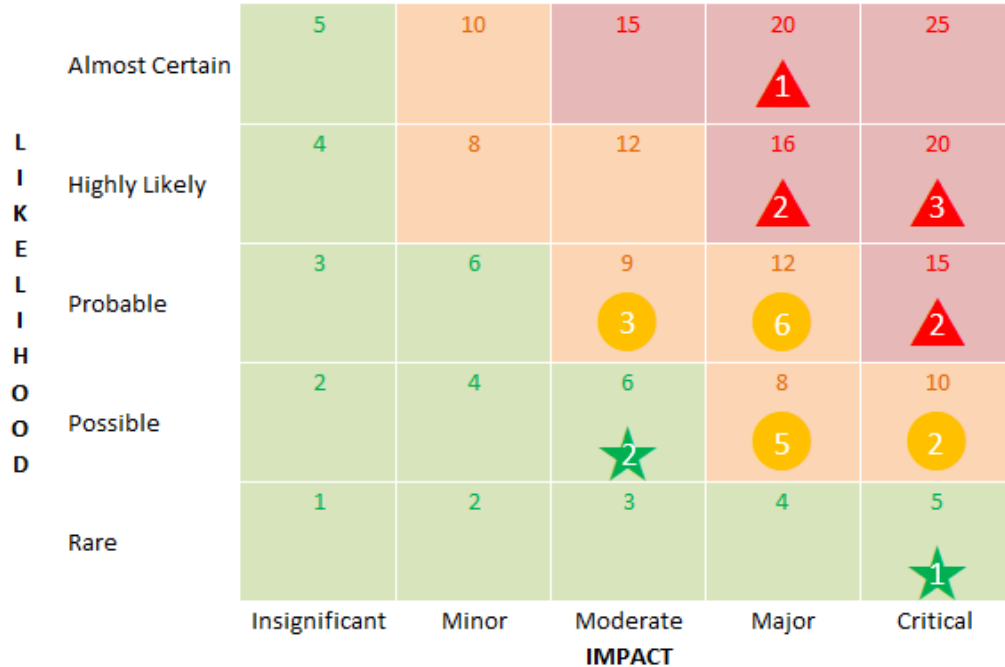 5 10 15 20 25
Almost Certain 1
4 8 12 16 20
Highly Likely 2 3
3 6 9 12 15
Probable 3 6 2
2 4 6 8 10
Possible 2 5 2
1 2 3 4 5
Rare 1
Insignificant Minor Moderate Major Critical
IMPACT
LIKELIHOOD